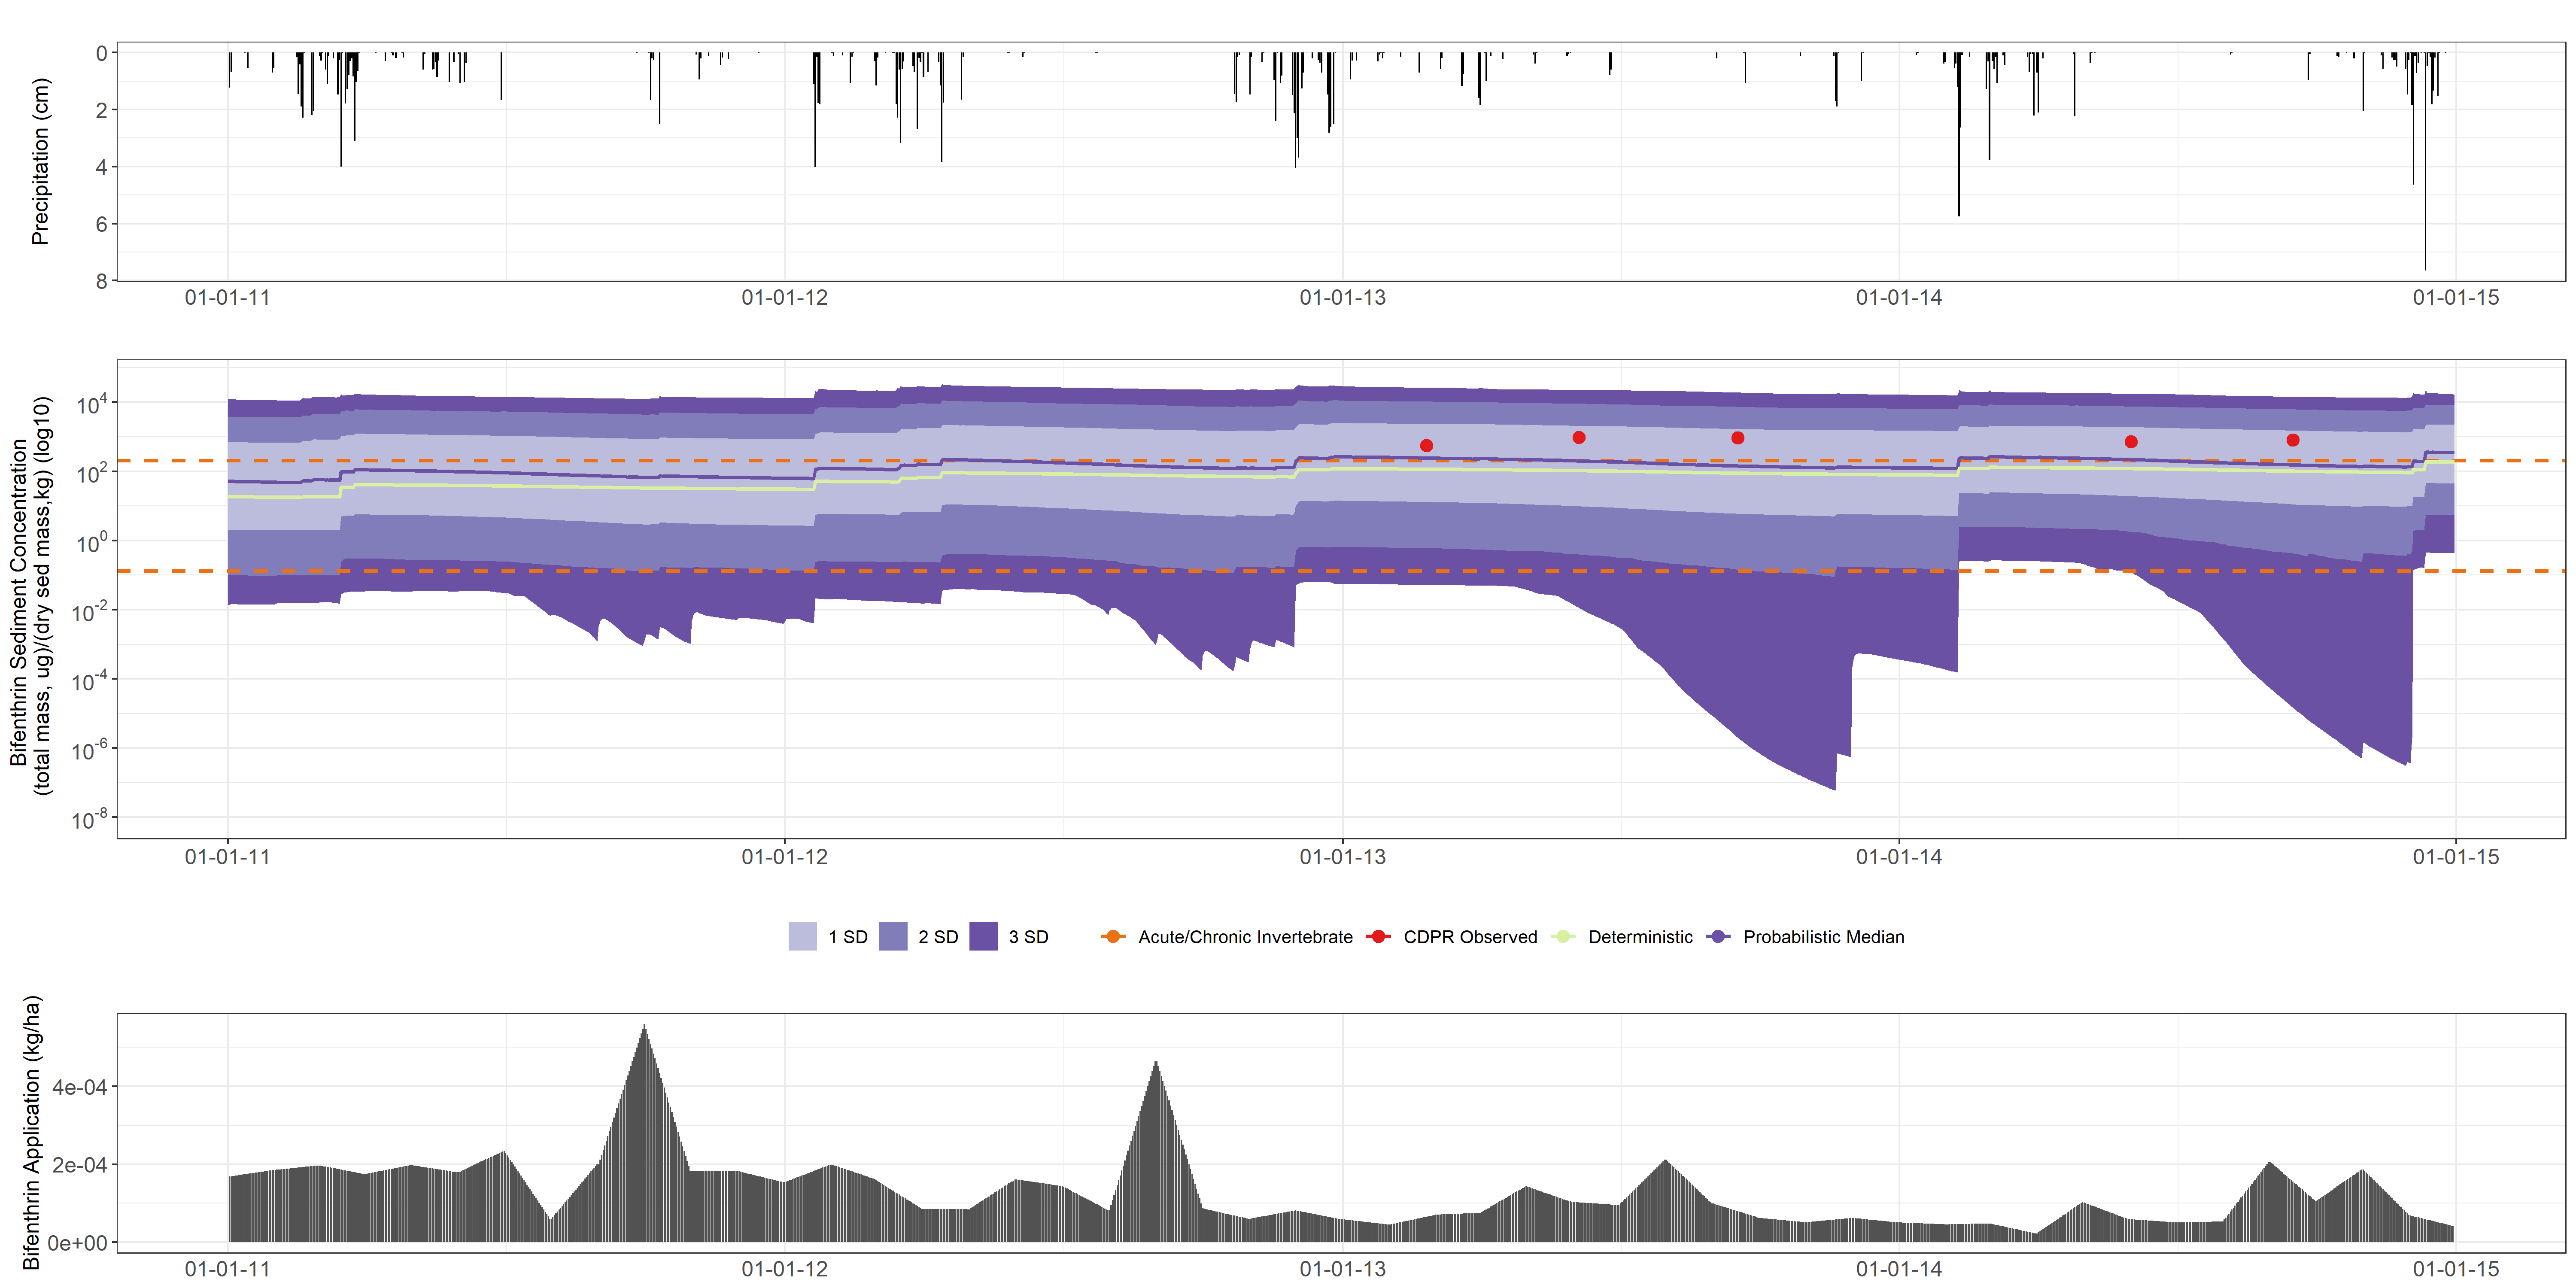 Precipitation (cm)
0
2
4
6
8
01-01-11 01-01-12 01-01-13 01-01-14 01-01-15
Bifenthrin Sediment Concentration
(total mass, ug)/(dry sed mass,kg) (log10)
10^4
10^2
10^0
10^-2
10^-4
10^-6
10^-8
01-01-11 01-01-12 01-01-13 01-01-14 01-01-15
1 SD 2 SD 3 SD Acute/Chronic Invertebrate CDPR Observed Deterministic Probabilistic Median
Bifenthrin Application (kg/ha)
4e-04
2e-04
0e+00
01-01-11 01-01-12 01-01-13 01-01-14 01-01-15